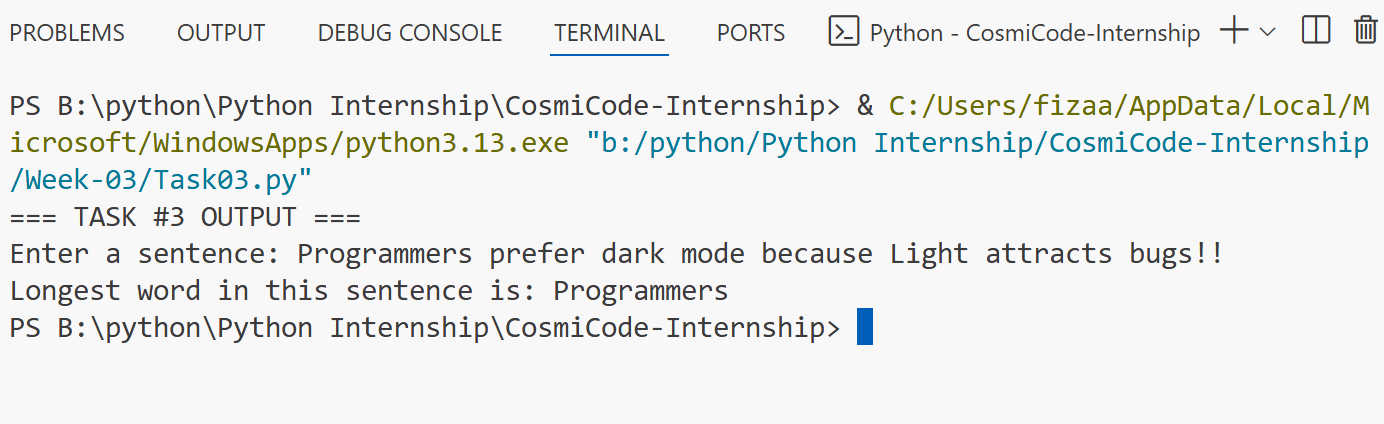 PROBLEMS OUTPUT DEBUG CONSOLE TERMINAL PORTS Python - CosmiCode-Internship
PS B:\python\Python Internship\CosmiCode-Internship> & C:/Users/fizaa/AppData/Local/M
icrosoft/WindowsApps/python3.13.exe "b:/python/Python Internship/CosmiCode-Internship
/Week-03/Task03.py"
=== TASK #3 OUTPUT ===
Enter a sentence: Programmers prefer dark mode because Light attracts bugs!!
Longest word in this sentence is: Programmers
PS B:\python\Python Internship\CosmiCode-Internship>